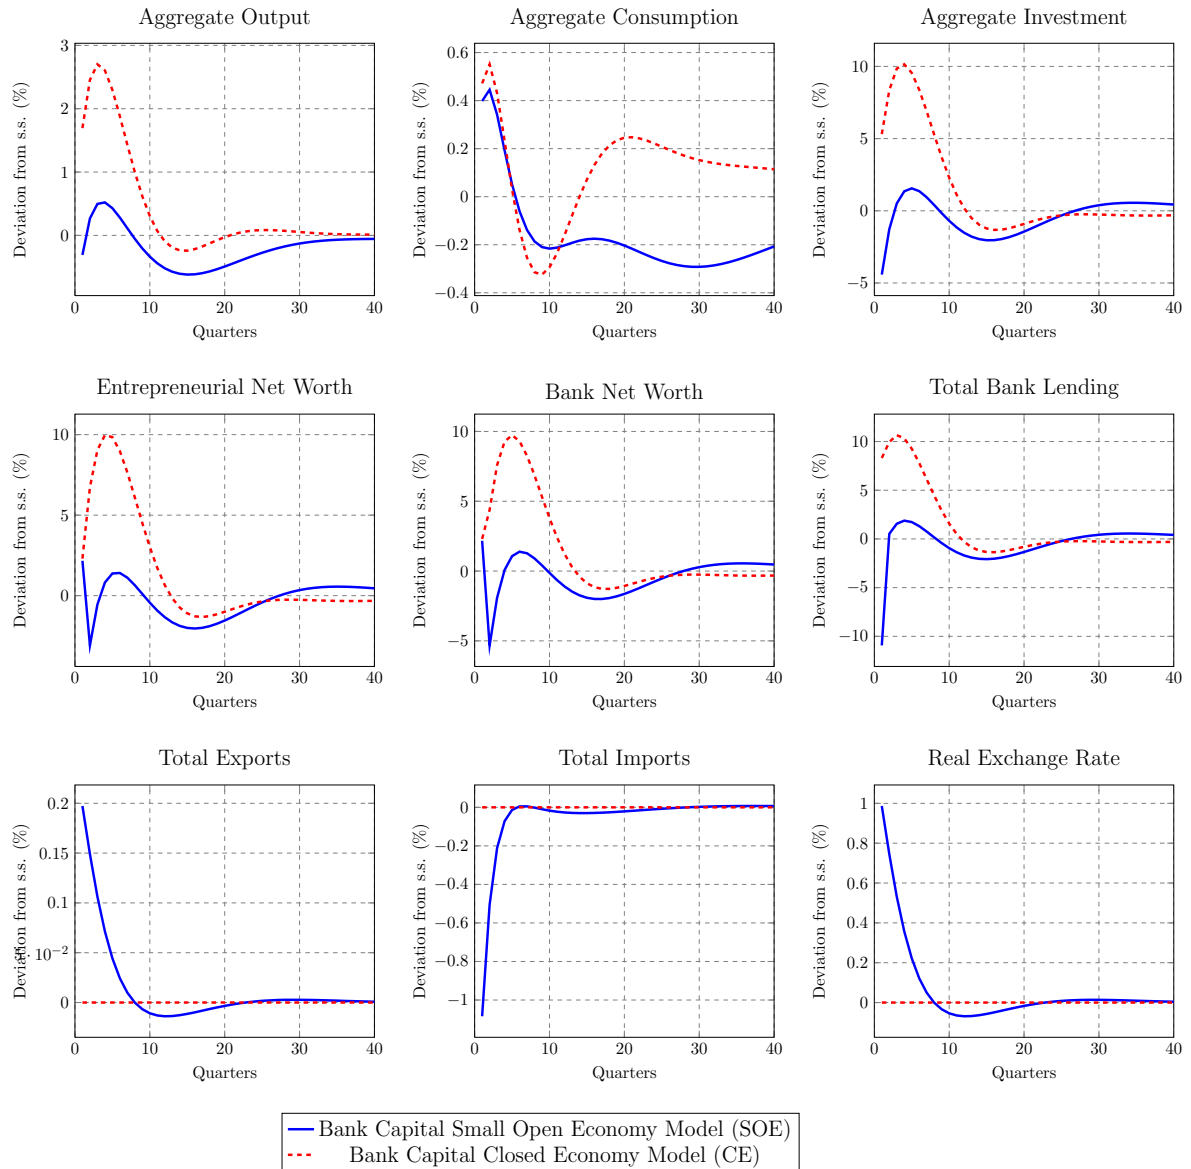 Aggregate Output
Deviation from s.s. (%)
3
2
1
0
0 10 20 30 40
Quarters
Aggregate Consumption
Deviation from s.s. (%)
0.6
0.4
0.2
0
−0.2
−0.4
0 10 20 30 40
Quarters
Aggregate Investment
Deviation from s.s. (%)
10
5
0
−5
0 10 20 30 40
Quarters
Entrepreneurial Net Worth
Deviation from s.s. (%)
10
5
0
0 10 20 30 40
Quarters
Bank Net Worth
Deviation from s.s. (%)
10
5
0
−5
0 10 20 30 40
Quarters
Total Bank Lending
Deviation from s.s. (%)
10
5
0
−5
−10
0 10 20 30 40
Quarters
Total Exports
Deviation from s.s. (%)
0.2
0.15
0.1
5 · 10⁻²
0
0 10 20 30 40
Quarters
Total Imports
Deviation from s.s. (%)
0
−0.2
−0.4
−0.6
−0.8
−1
0 10 20 30 40
Quarters
Real Exchange Rate
Deviation from s.s. (%)
1
0.8
0.6
0.4
0.2
0
0 10 20 30 40
Quarters
Bank Capital Small Open Economy Model (SOE)
Bank Capital Closed Economy Model (CE)